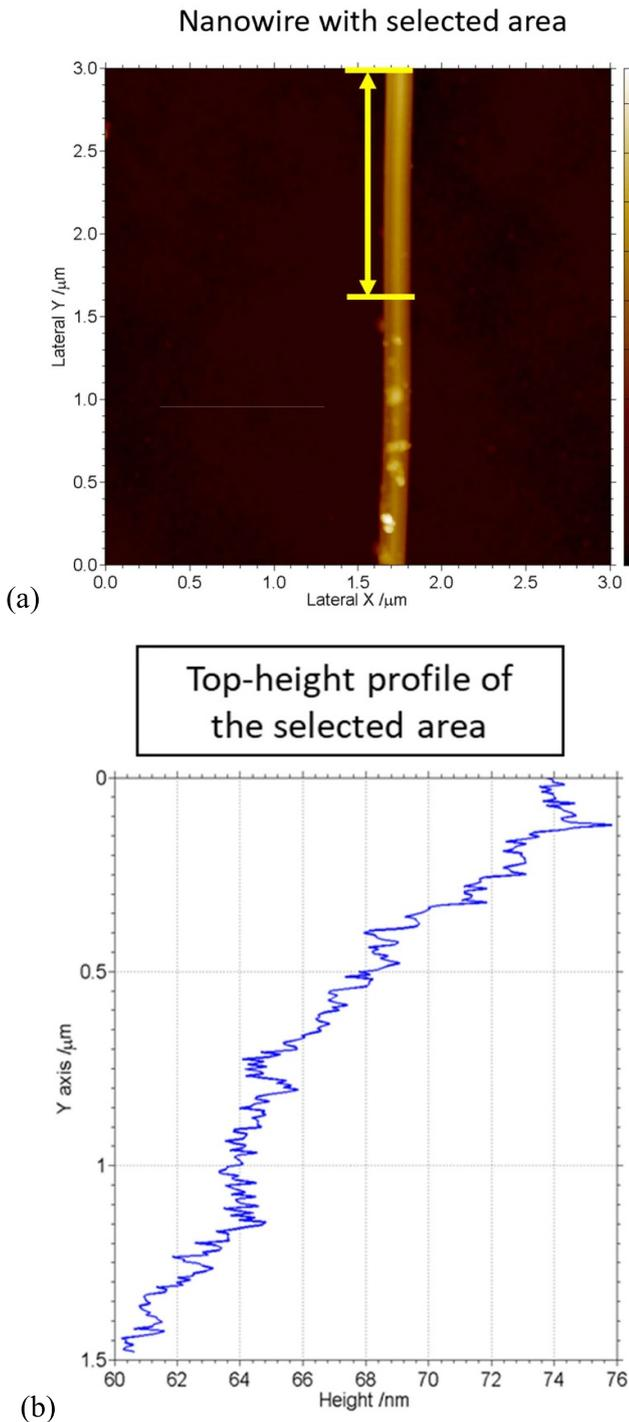 Nanowire with selected area
3.0
2.5
2.0
1.5
1.0
0.5
0.0
Lateral Y /μm
0.0 0.5 1.0 1.5 2.0 2.5 3.0
Lateral X /μm
(a)
Top-height profile of
the selected area
0
0.5
1
1.5
Y axis /μm
60 62 64 66 68 70 72 74 76
Height /nm
(b)